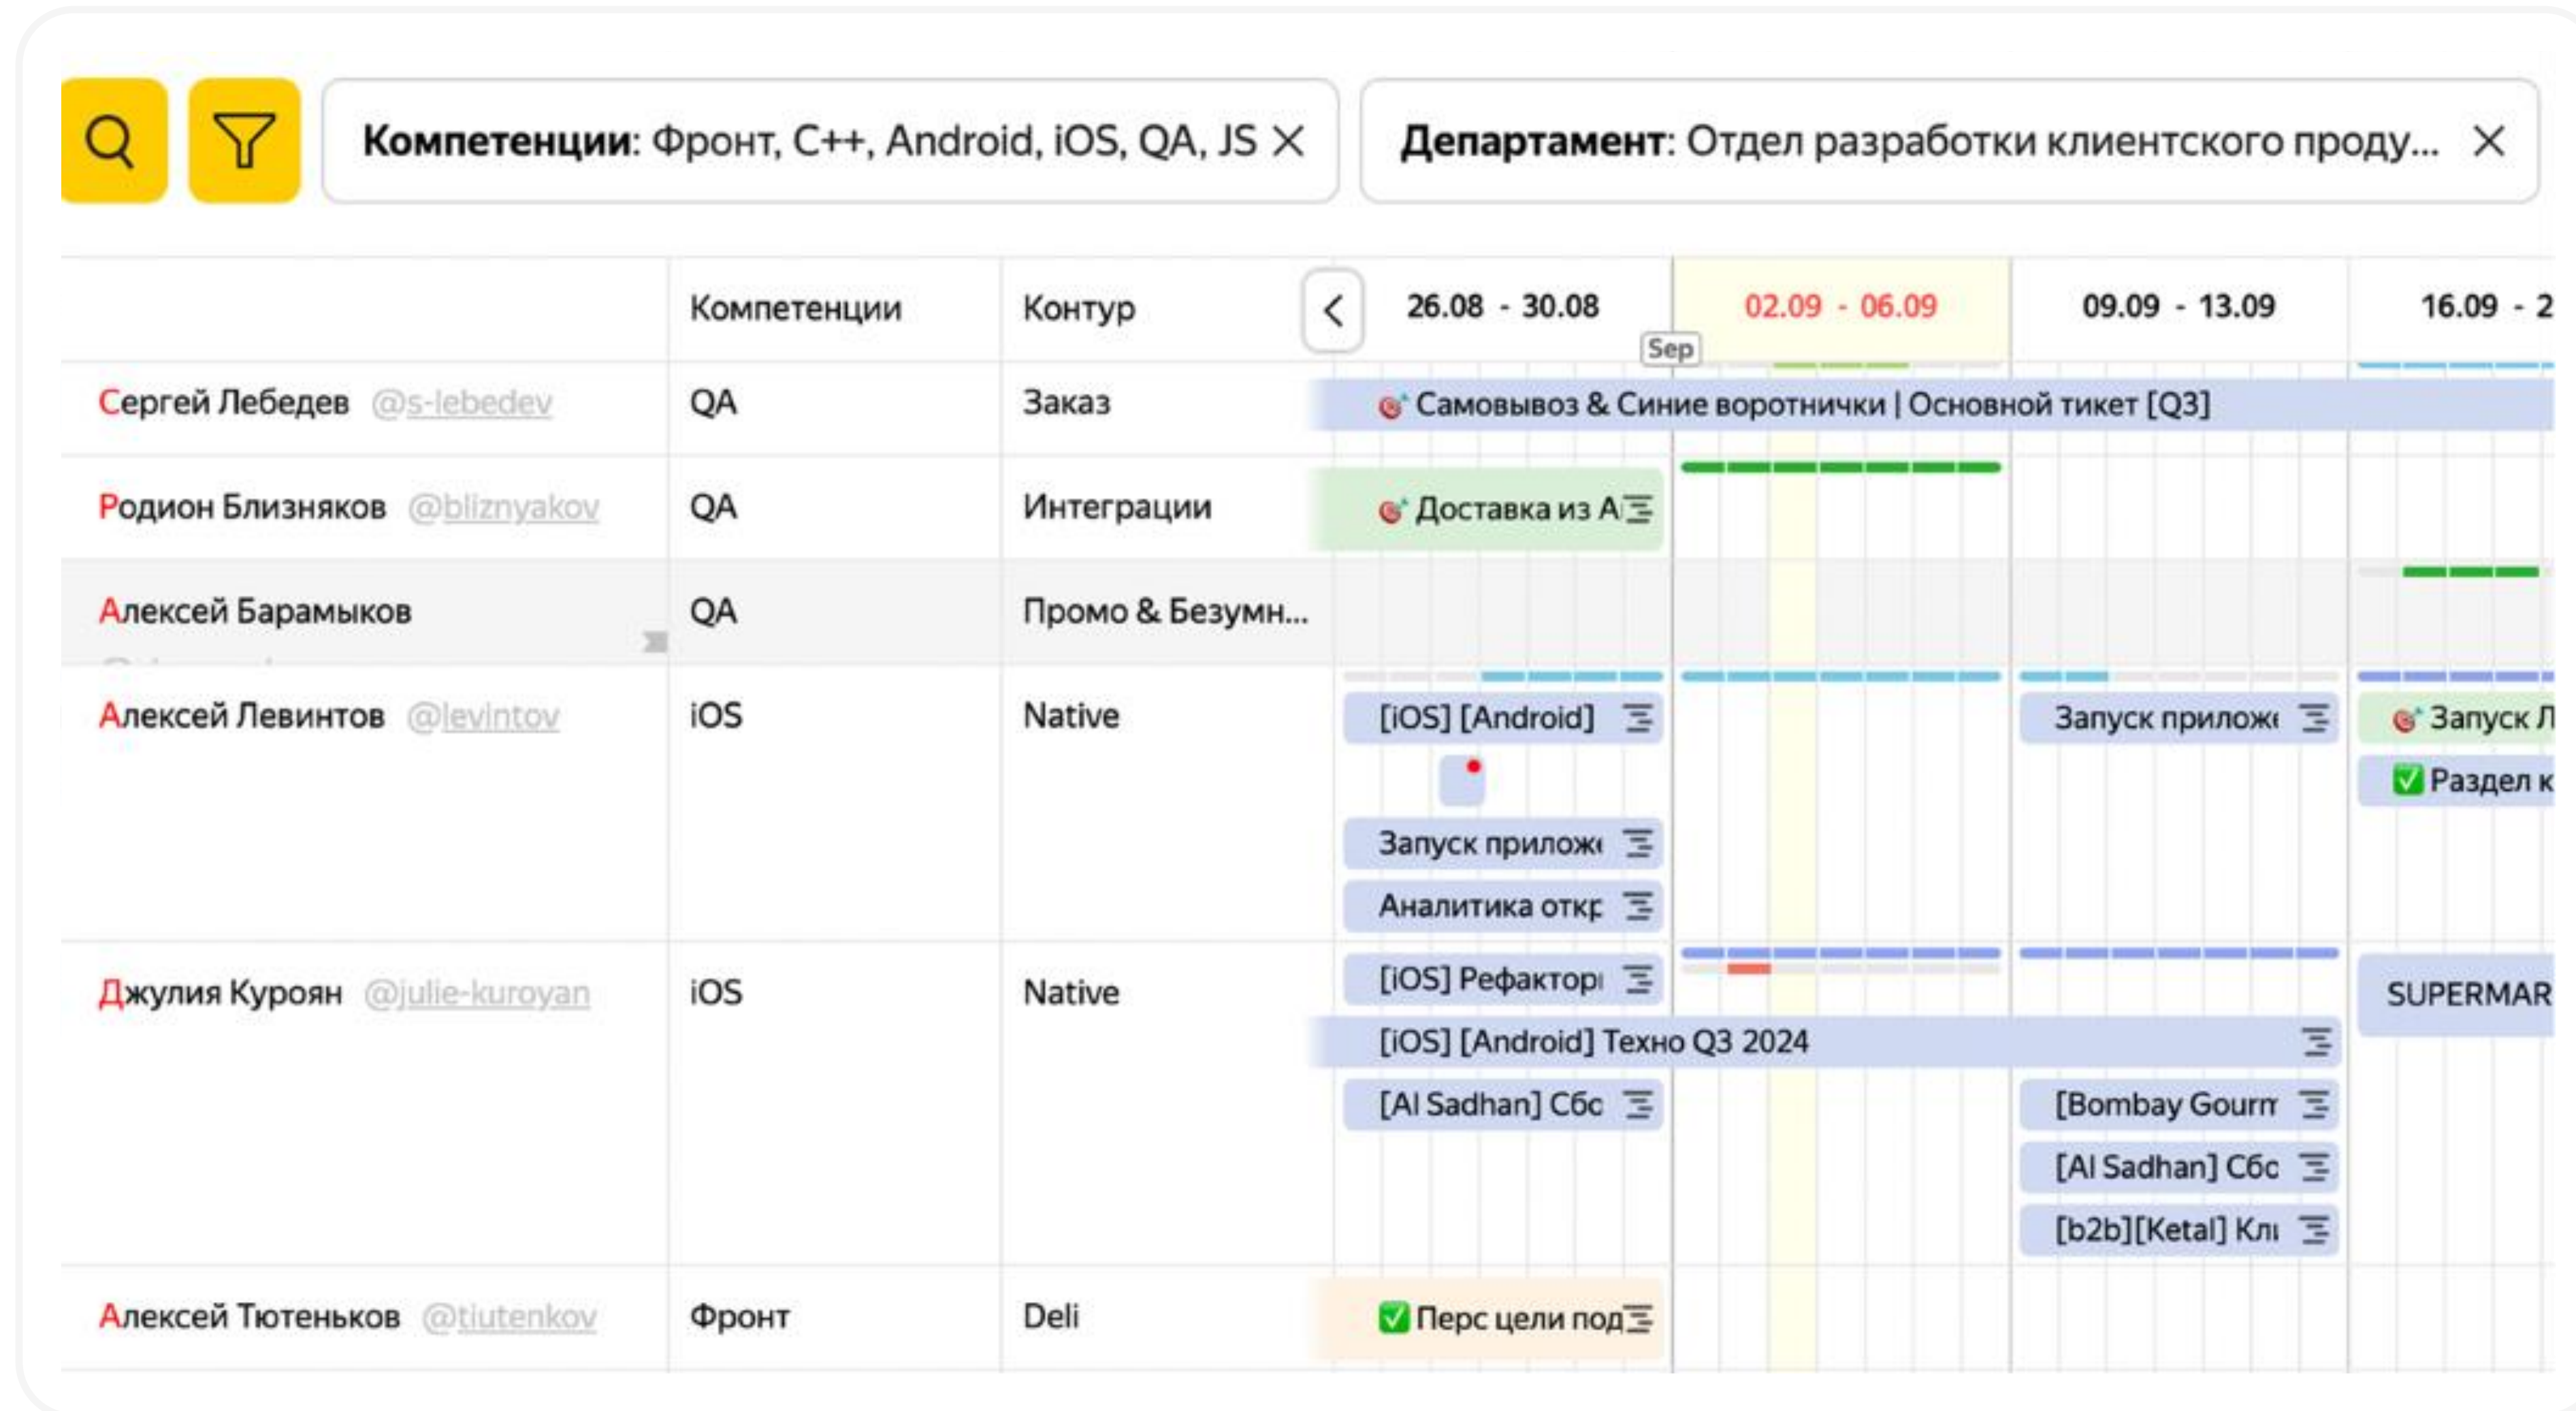 Компетенции: Фронт, C++, Android, iOS, QA, JS
Департамент: Отдел разработки клиентского проду...
Компетенции Контур 26.08 - 30.08 02.09 - 06.09 09.09 - 13.09 16.09 - 2
Sep
Сергей Лебедев @s-lebedev QA Заказ Самовывоз & Синие воротнички | Основной тикет [Q3]
Родион Близняков @bliznyakov QA Интеграции Доставка из А
Алексей Барамыков QA Промо & Безумн...
Алексей Левинтов @levintov iOS Native [iOS] [Android] Запуск приложе Запуск Л
Раздел к
Запуск приложе
Аналитика откр
Джулия Куроян @julie-kuroyan iOS Native [iOS] Рефактори SUPERMAR
[iOS] [Android] Техно Q3 2024
[Al Sadhan] Сбо [Bombay Gourm
[Al Sadhan] Сбо
[b2b][Ketal] Кли
Алексей Тютеньков @tiutenkov Фронт Deli Перс цели под